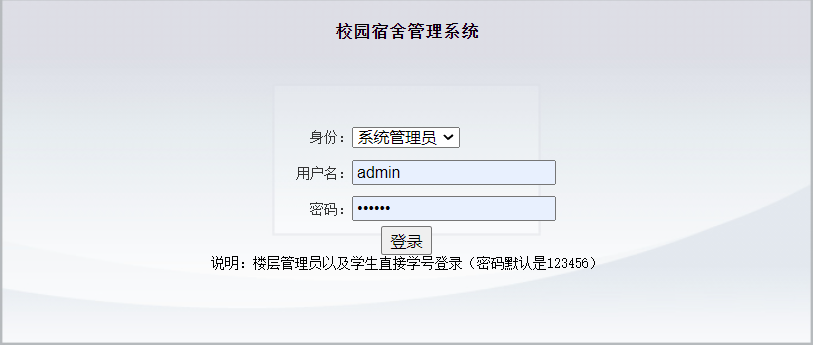 校园宿舍管理系统
身份：系统管理员
用户名：admin
密码：••••••
登录
说明：楼层管理员以及学生直接学号登录（密码默认是123456）